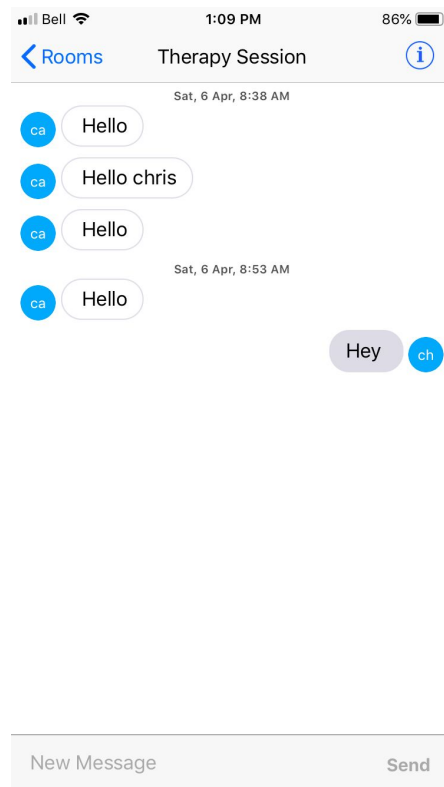 Bell 1:09 PM 86%
Rooms Therapy Session i
Sat, 6 Apr, 8:38 AM
ca Hello
ca Hello chris
ca Hello
Sat, 6 Apr, 8:53 AM
ca Hello
Hey ch
New Message Send